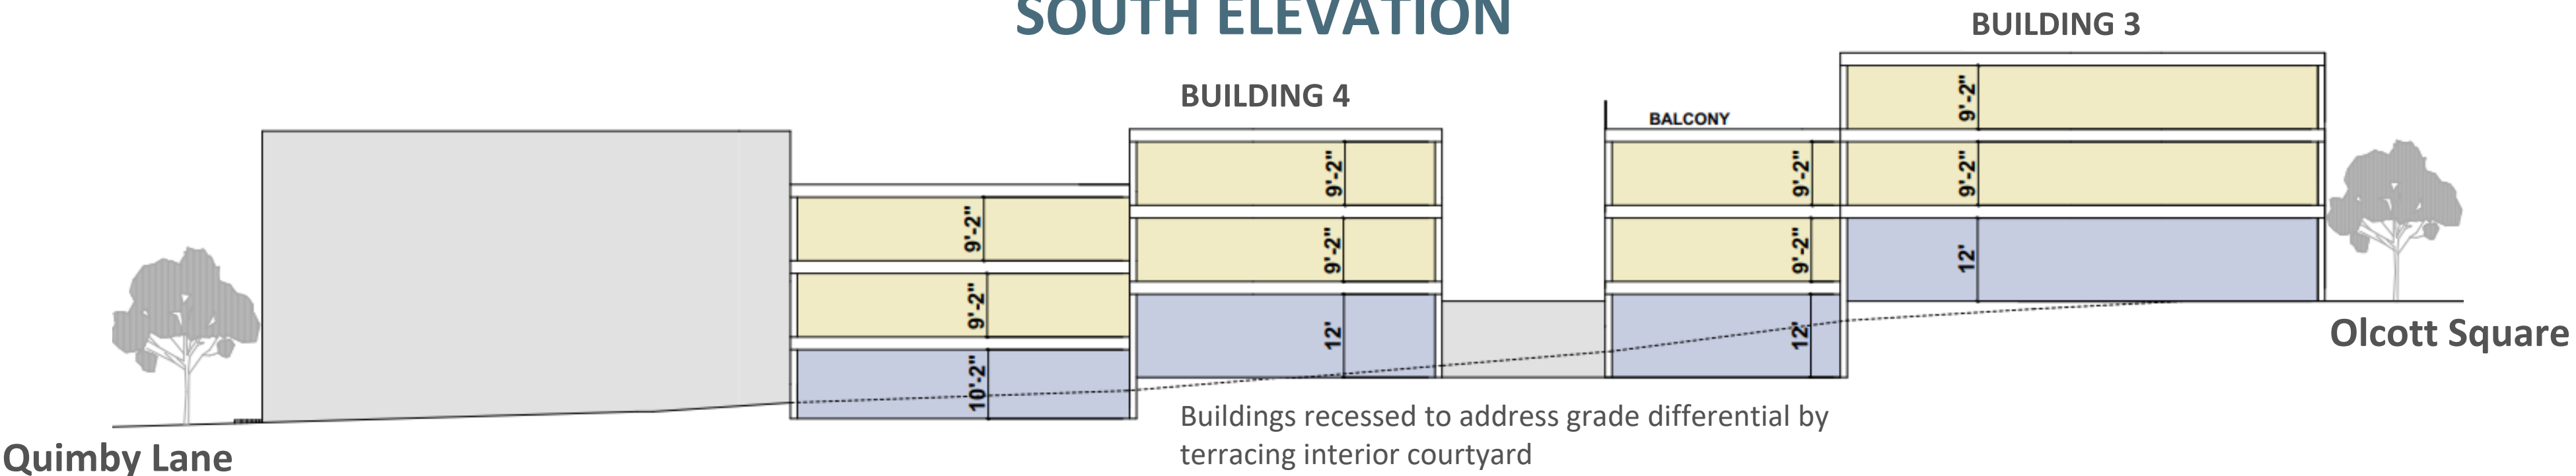 SOUTH ELEVATION
BUILDING 3
BUILDING 4
BALCONY
9'-2"
9'-2"
9'-2"
9'-2"
9'-2"
9'-2"
9'-2"
9'-2"
12'
9'-2"
12'
12'
10'-2"
Olcott Square
Buildings recessed to address grade differential by
terracing interior courtyard
Quimby Lane